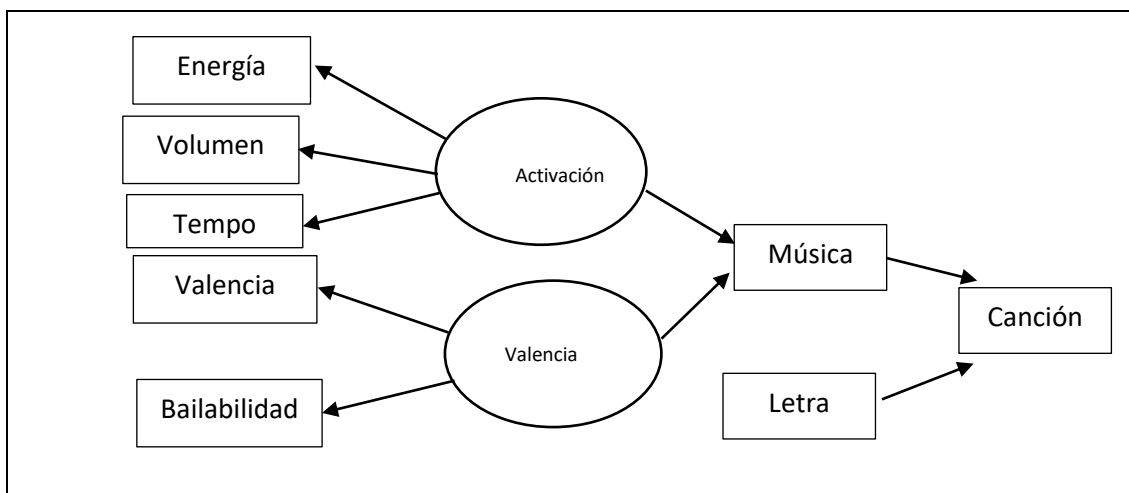 Energía
Volumen
Tempo
Valencia
Bailabilidad
Activación
Valencia
Música
Letra
Canción